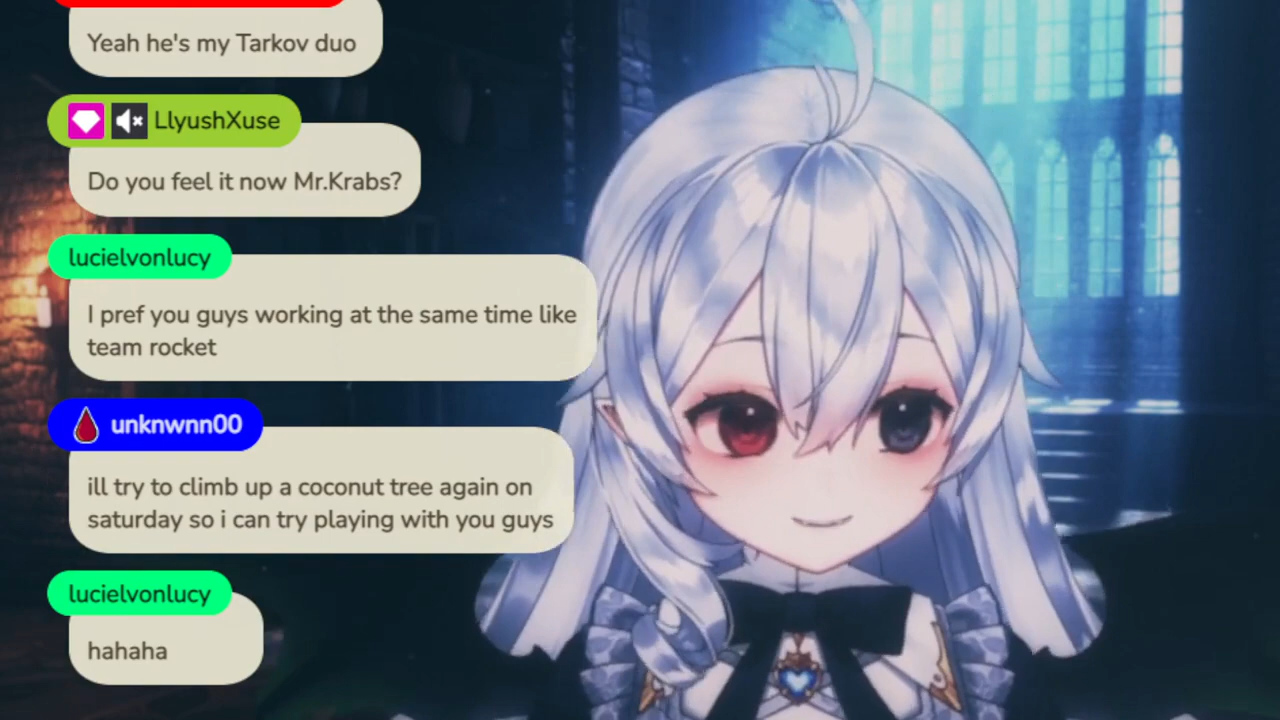 Yeah he's my Tarkov duo
LlyushXuse
Do you feel it now Mr.Krabs?
lucielvonlucy
I pref you guys working at the same time like
team rocket
unknwnn00
ill try to climb up a coconut tree again on
saturday so i can try playing with you guys
lucielvonlucy
hahaha